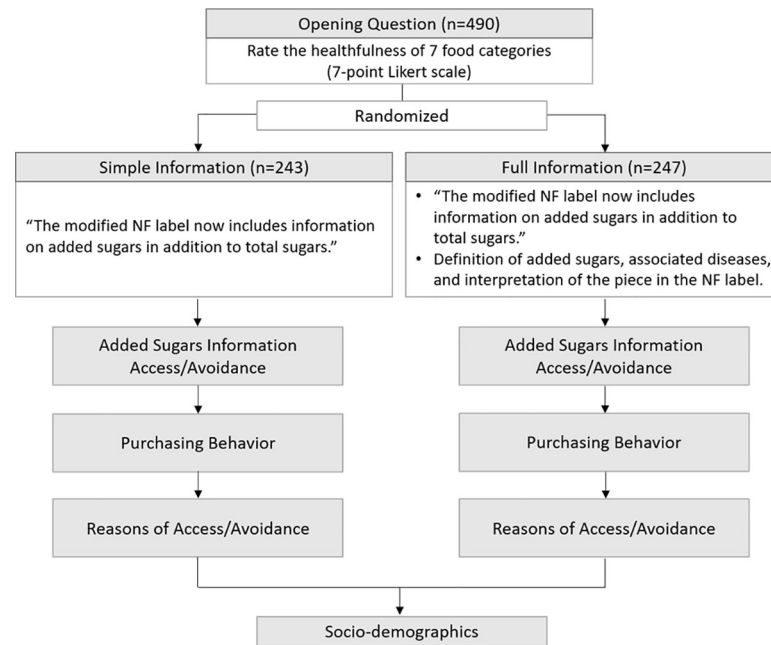 Opening Question (n=490)
Rate the healthfulness of 7 food categories
(7-point Likert scale)
Randomized
Simple Information (n=243)
“The modified NF label now includes information
on added sugars in addition to total sugars.”
Full Information (n=247)
• “The modified NF label now includes
information on added sugars in addition to
total sugars.”
• Definition of added sugars, associated diseases,
and interpretation of the piece in the NF label.
Added Sugars Information
Access/Avoidance
Added Sugars Information
Access/Avoidance
Purchasing Behavior
Purchasing Behavior
Reasons of Access/Avoidance
Reasons of Access/Avoidance
Socio-demographics